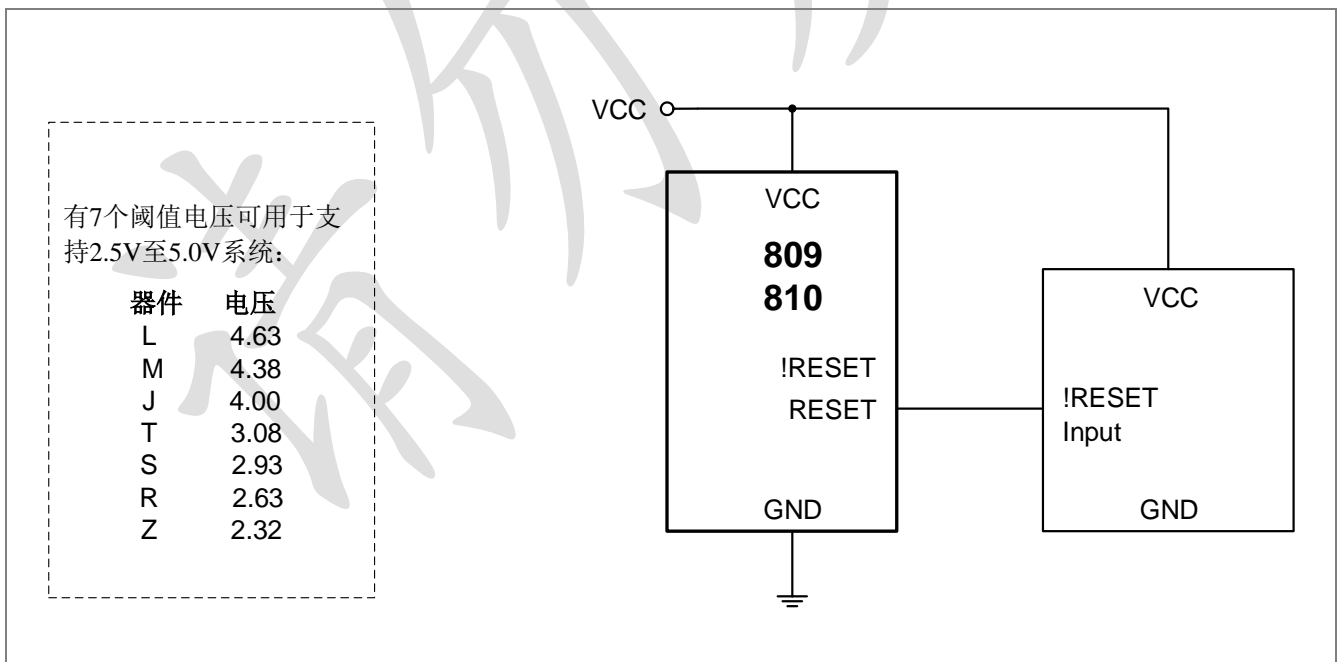 有7个阈值电压可用于支
持2.5V至5.0V系统：
器件 电压
L 4.63
M 4.38
J 4.00
T 3.08
S 2.93
R 2.63
Z 2.32
VCC
VCC
809
810
!RESET
RESET
GND
VCC
!RESET
Input
GND